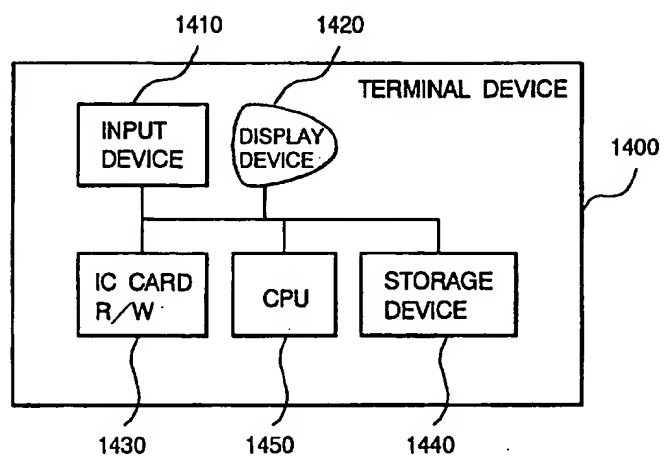 1410
1420
TERMINAL DEVICE
INPUT
DEVICE
DISPLAY
DEVICE
1400
IC CARD
R/W
CPU
STORAGE
DEVICE
1430
1450
1440